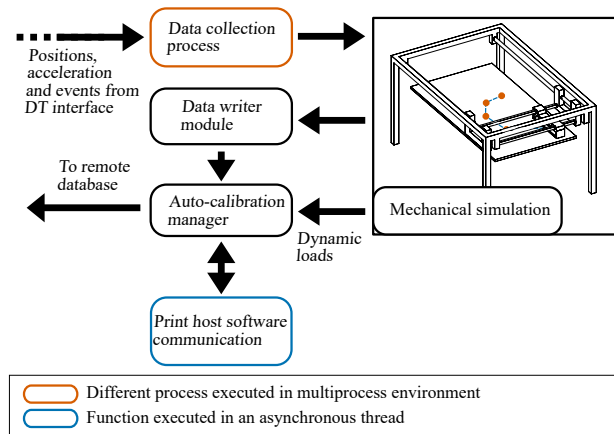 Data collection
process
Positions,
acceleration
and events from
DT interface
Data writer
module
To remote
database
Auto-calibration
manager
Mechanical simulation
Dynamic
loads
Print host software
communication
Different process executed in multiprocess environment
Function executed in an asynchronous thread